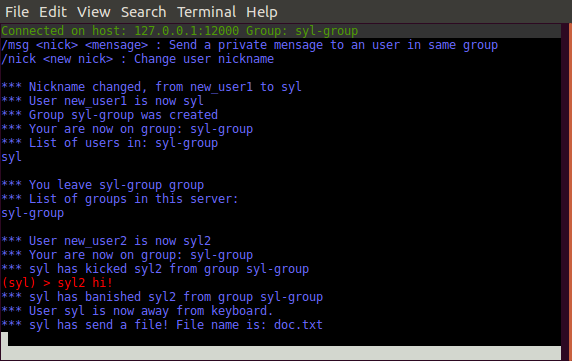 File Edit View Search Terminal Help
Connected on host: 127.0.0.1:12000 Group: syl-group
/msg <nick> <mensage> : Send a private mensage to an user in same group
/nick <new nick> : Change user nickname
*** Nickname changed, from new_user1 to syl
*** User new_user1 is now syl
*** Group syl-group was created
*** Your are now on group: syl-group
*** List of users in: syl-group
syl
*** You leave syl-group group
*** List of groups in this server:
syl-group
*** User new_user2 is now syl2
*** Your are now on group: syl-group
*** syl has kicked syl2 from group syl-group
(syl) > syl2 hi!
*** syl has banished syl2 from group syl-group
*** User syl is now away from keyboard.
*** syl has send a file! File name is: doc.txt